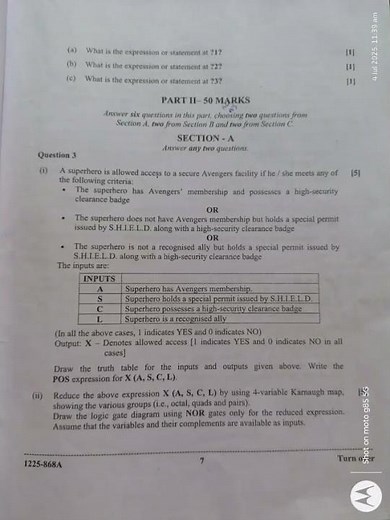 (a) What is the expression or statement at ?1? [1]
(b) What is the expression or statement at ?2? [1]
(c) What is the expression or statement at ?3? [1]
PART II– 50 MARKS
Answer six questions in this part, choosing two questions from
Section A, two from Section B and two from Section C.
SECTION - A
Answer any two questions.
Question 3
(i) A superhero is allowed access to a secure Avengers facility if he / she meets any of [5]
the following criteria:
• The superhero has Avengers' membership and possesses a high-security
clearance badge
OR
• The superhero does not have Avengers membership but holds a special permit
issued by S.H.I.E.L.D. along with a high-security clearance badge
OR
• The superhero is not a recognised ally but holds a special permit issued by
S.H.I.E.L.D. along with a high-security clearance badge
The inputs are:
INPUTS
A Superhero has Avengers membership.
S Superhero holds a special permit issued by S.H.I.E.L.D.
C Superhero possesses a high-security clearance badge
L Superhero is a recognised ally
(In all the above cases, 1 indicates YES and 0 indicates NO)
Output: X – Denotes allowed access [1 indicates YES and 0 indicates NO in all
cases]
Draw the truth table for the inputs and outputs given above. Write the
POS expression for X (A, S, C, L).
(ii) Reduce the above expression X (A, S, C, L) by using 4-variable Karnaugh map, [5]
showing the various groups (i.e., octal, quads and pairs).
Draw the logic gate diagram using NOR gates only for the reduced expression.
Assume that the variables and their complements are available as inputs.
1225-868A 7 Turn over
4 Jul 2025, 11:35 am
Shot on moto g85 5G